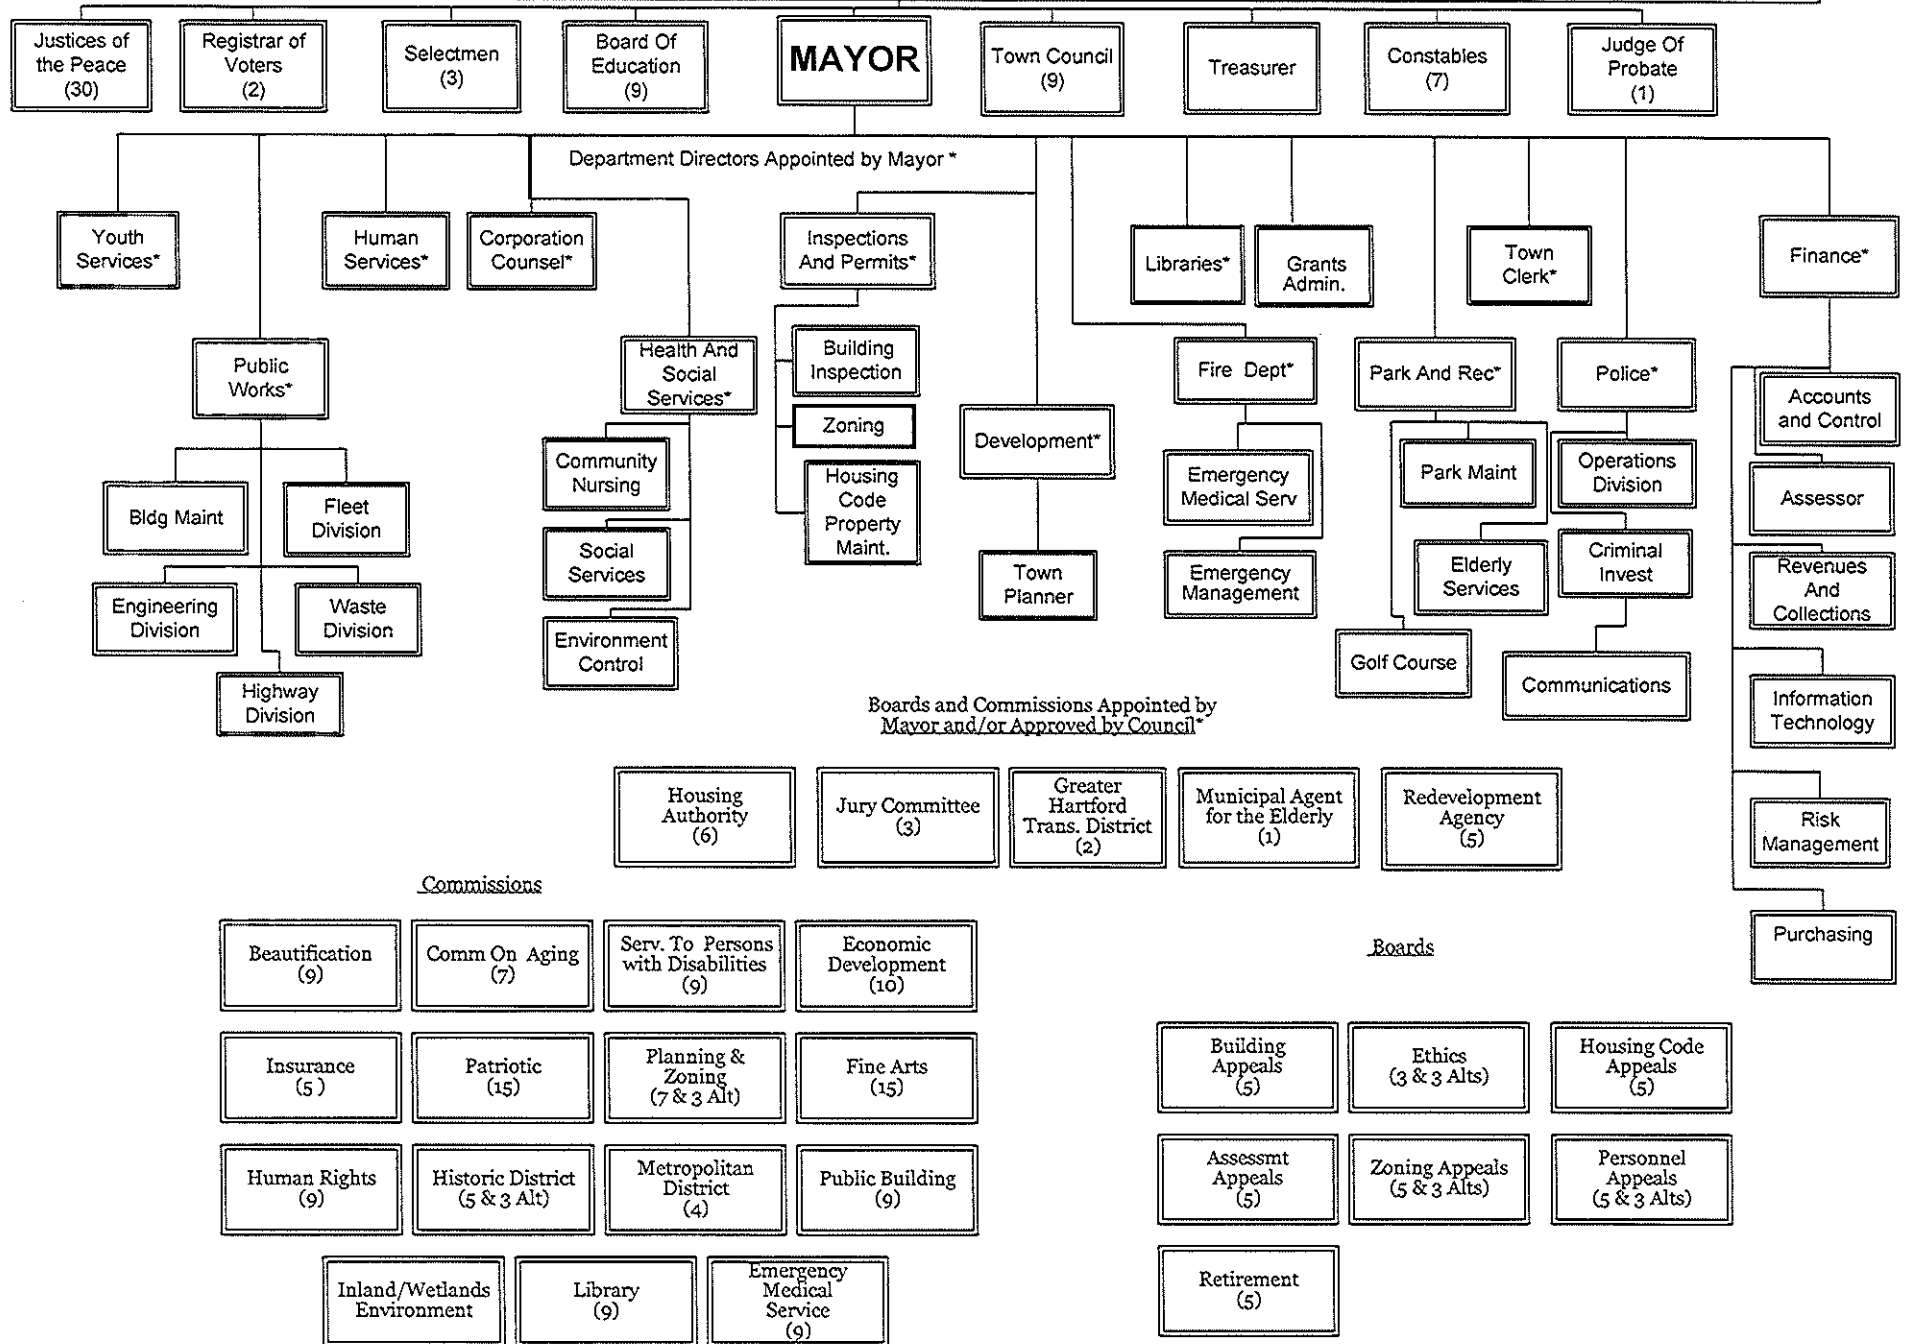 Justices of
the Peace
(30)
Registrar of
Voters
(2)
Selectmen
(3)
Board Of
Education
(9)
MAYOR
Town Council
(9)
Treasurer
Constables
(7)
Judge Of
Probate
(1)
Department Directors Appointed by Mayor *
Youth
Services*
Human
Services*
Corporation
Counsel*
Inspections
And Permits*
Libraries*
Grants
Admin.
Town
Clerk*
Finance*
Public
Works*
Health And
Social
Services*
Building
Inspection
Zoning
Housing
Code
Property
Maint.
Development*
Town
Planner
Fire Dept*
Park And Rec*
Police*
Accounts
and Control
Bldg Maint
Fleet
Division
Engineering
Division
Waste
Division
Highway
Division
Community
Nursing
Social
Services
Environment
Control
Emergency
Medical Serv
Emergency
Management
Park Maint
Elderly
Services
Golf Course
Operations
Division
Criminal
Invest
Communications
Assessor
Revenues
And
Collections
Information
Technology
Risk
Management
Purchasing
Boards and Commissions Appointed by
Mayor and/or Approved by Council*
Housing
Authority
(6)
Jury Committee
(3)
Greater
Hartford
Trans. District
(2)
Municipal Agent
for the Elderly
(1)
Redevelopment
Agency
(5)
Commissions
Beautification
(9)
Comm On Aging
(7)
Serv. To Persons
with Disabilities
(9)
Economic
Development
(10)
Insurance
(5 )
Patriotic
(15)
Planning &
Zoning
(7 & 3 Alt)
Fine Arts
(15)
Human Rights
(9)
Historic District
(5 & 3 Alt)
Metropolitan
District
(4)
Public Building
(9)
Inland/Wetlands
Environment
Library
(9)
Emergency
Medical
Service
(9)
Boards
Building
Appeals
(5)
Ethics
(3 & 3 Alts)
Housing Code
Appeals
(5)
Assessmt
Appeals
(5)
Zoning Appeals
(5 & 3 Alts)
Personnel
Appeals
(5 & 3 Alts)
Retirement
(5)